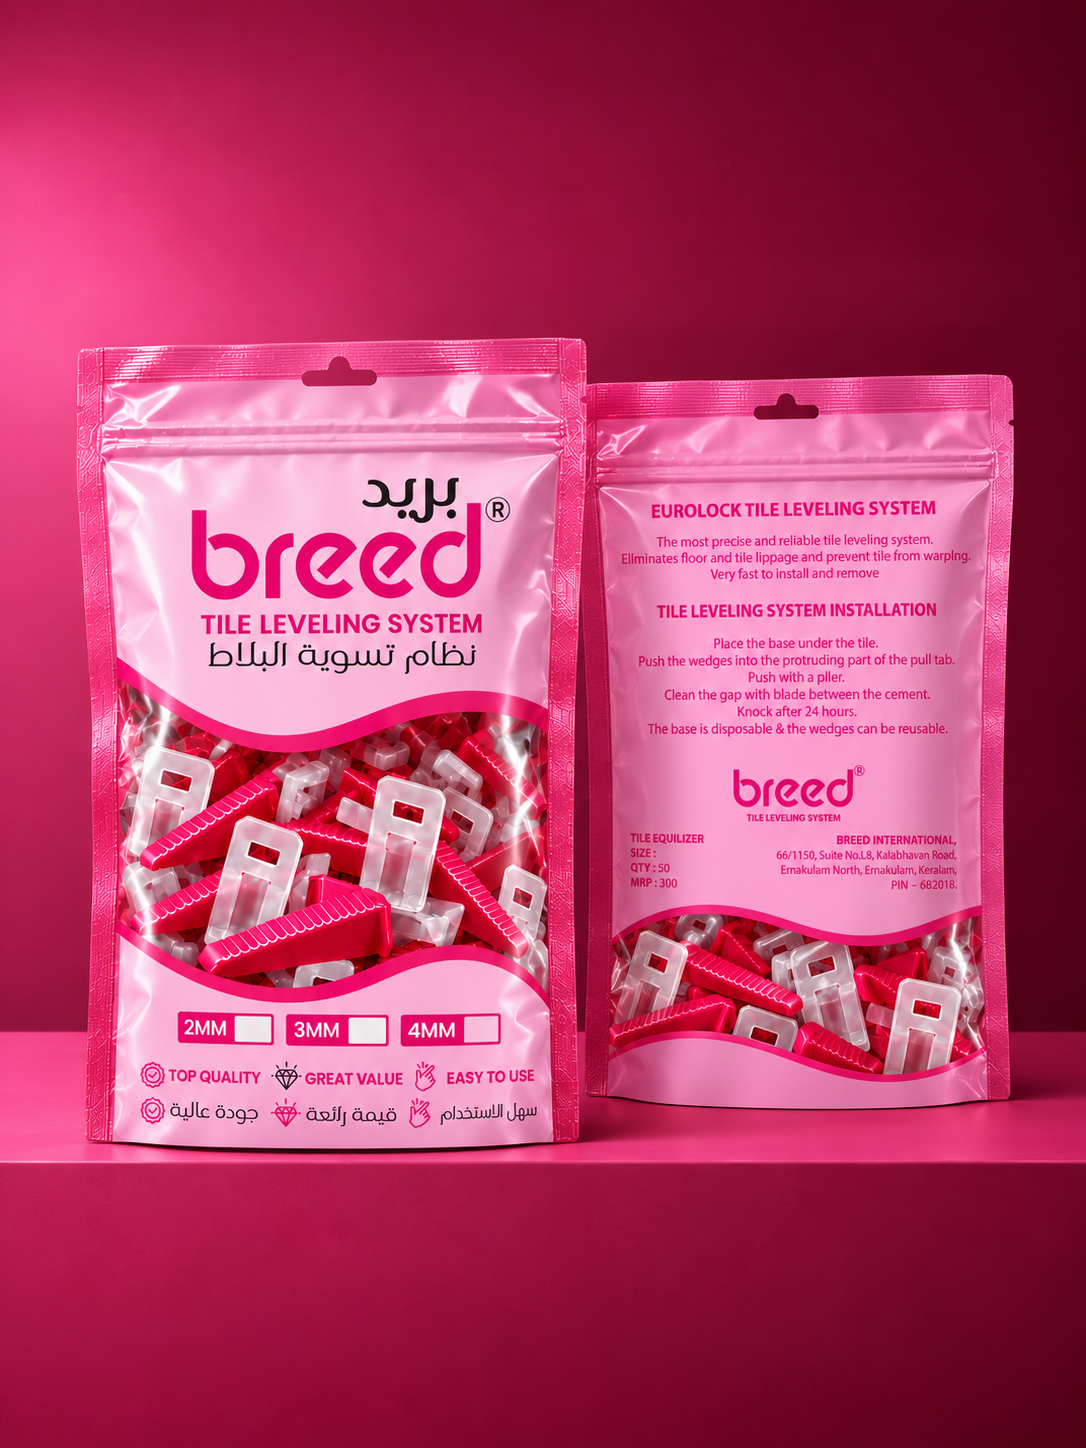 بريد
breed®
TILE LEVELING SYSTEM
نظام تسوية البلاط
2MM 3MM 4MM
TOP QUALITY GREAT VALUE EASY TO USE
جودة عالية قيمة رائعة سهل الاستخدام
EUROLOCK TILE LEVELING SYSTEM
The most precise and reliable tile leveling system.
Eliminates floor and tile lippage and prevent tile from warping.
Very fast to install and remove
TILE LEVELING SYSTEM INSTALLATION
Place the base under the tile.
Push the wedges into the protruding part of the pull tab.
Push with a plier.
Clean the gap with blade between the cement.
Knock after 24 hours.
The base is disposable & the wedges can be reusable.
breed®
TILE LEVELING SYSTEM
TILE EQUILIZER
SIZE :
QTY : 50
MRP : 300
BREED INTERNATIONAL,
66/1150, Suite No.L8, Kalabhavan Road,
Ernakulam North, Ernakulam, Keralam,
PIN - 682018.